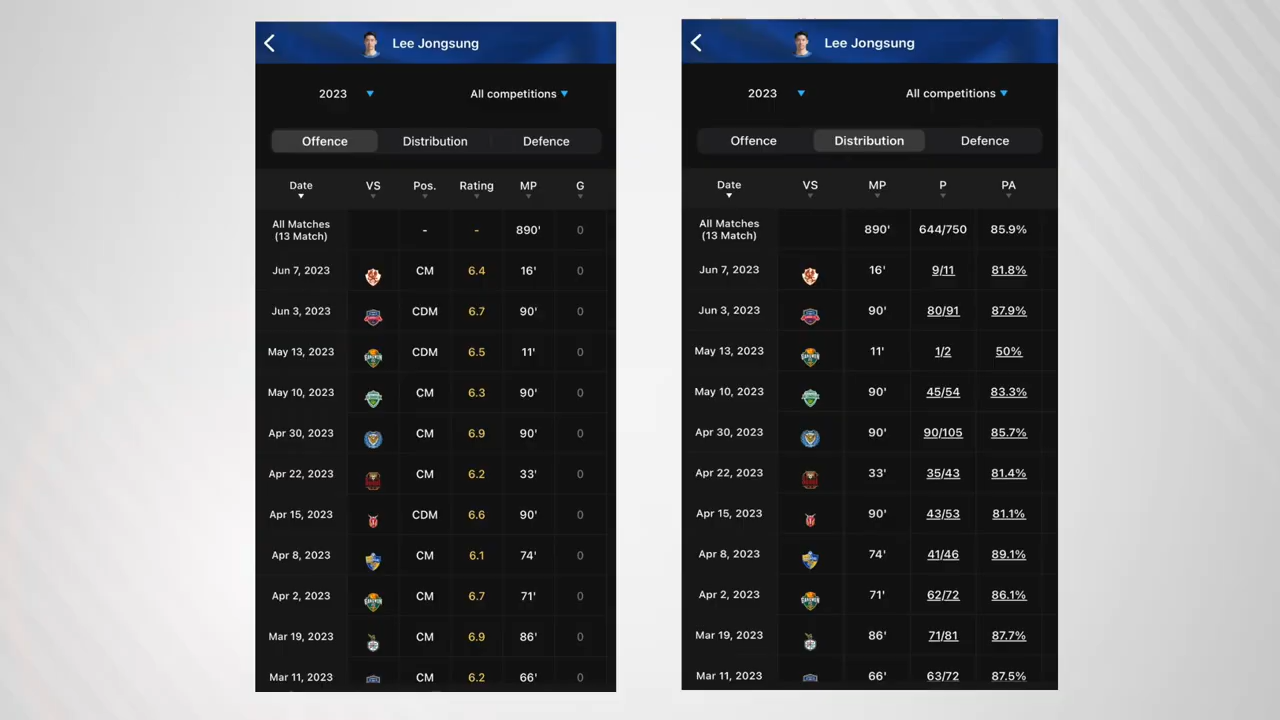 Lee Jongsung
2023 All competitions
Offence Distribution Defence
Date VS Pos. Rating MP G
All Matches
(13 Match) - - 890' 0
Jun 7, 2023 CM 6.4 16' 0
Jun 3, 2023 CDM 6.7 90' 0
May 13, 2023 CDM 6.5 11' 0
May 10, 2023 CM 6.3 90' 0
Apr 30, 2023 CM 6.9 90' 0
Apr 22, 2023 CM 6.2 33' 0
Apr 15, 2023 CDM 6.6 90' 0
Apr 8, 2023 CM 6.1 74' 0
Apr 2, 2023 CM 6.7 71' 0
Mar 19, 2023 CM 6.9 86' 0
Mar 11, 2023 CM 6.2 66' 0
Lee Jongsung
2023 All competitions
Offence Distribution Defence
Date VS MP P PA
All Matches
(13 Match) 890' 644/750 85.9%
Jun 7, 2023 16' 9/11 81.8%
Jun 3, 2023 90' 80/91 87.9%
May 13, 2023 11' 1/2 50%
May 10, 2023 90' 45/54 83.3%
Apr 30, 2023 90' 90/105 85.7%
Apr 22, 2023 33' 35/43 81.4%
Apr 15, 2023 90' 43/53 81.1%
Apr 8, 2023 74' 41/46 89.1%
Apr 2, 2023 71' 62/72 86.1%
Mar 19, 2023 86' 71/81 87.7%
Mar 11, 2023 66' 63/72 87.5%